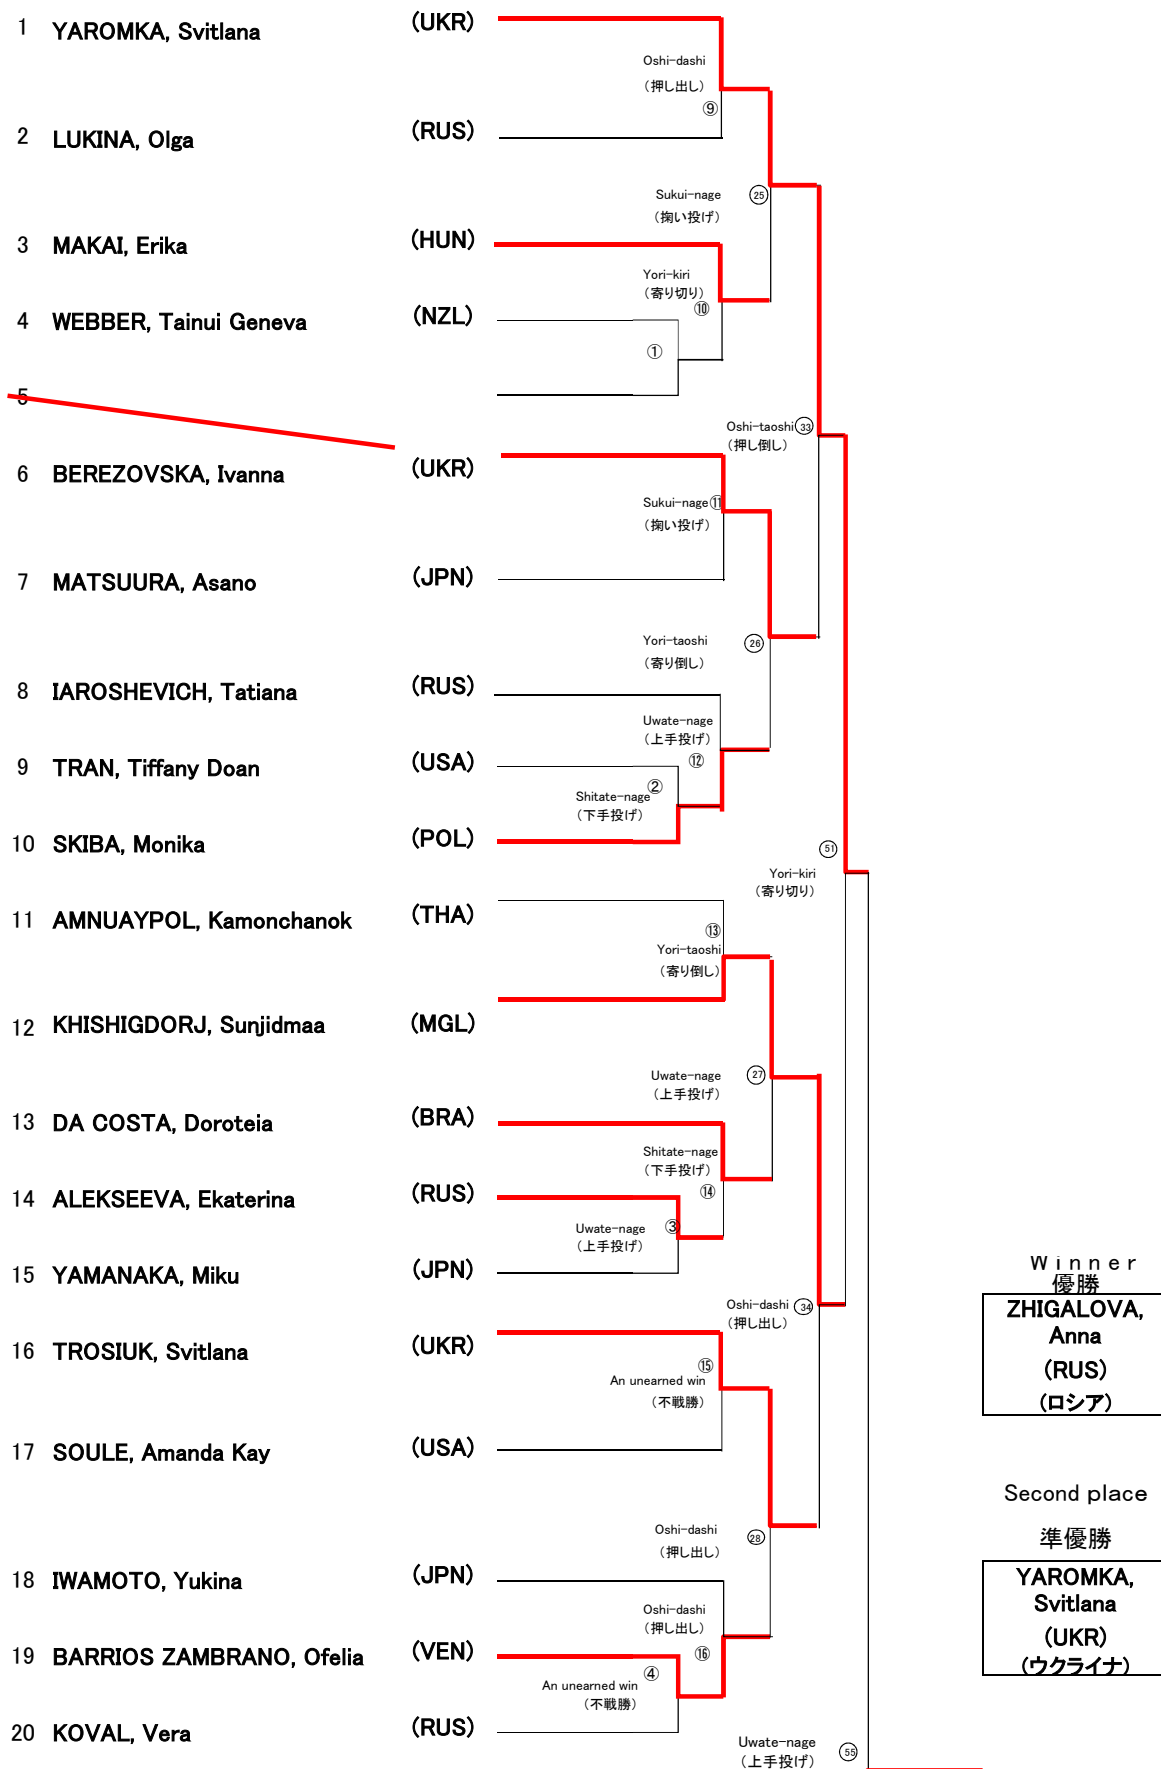 1 YAROMKA, Svitlana (UKR)
Oshi-dashi
（押し出し）
⑨
2 LUKINA, Olga (RUS)
Sukui-nage 25
（掬い投げ）
3 MAKAI, Erika (HUN)
Yori-kiri
（寄り切り）
⑩
4 WEBBER, Tainui Geneva (NZL)
①
5
Oshi-taoshi 33
（押し倒し）
6 BEREZOVSKA, Ivanna (UKR)
Sukui-nage ⑪
（掬い投げ）
7 MATSUURA, Asano (JPN)
Yori-taoshi 26
（寄り倒し）
8 IAROSHEVICH, Tatiana (RUS)
Uwate-nage
（上手投げ）
⑫
9 TRAN, Tiffany Doan (USA)
②
Shitate-nage
（下手投げ）
10 SKIBA, Monika (POL)
51
Yori-kiri
（寄り切り）
11 AMNUAYPOL, Kamonchanok (THA)
⑬
Yori-taoshi
（寄り倒し）
12 KHISHIGDORJ, Sunjidmaa (MGL)
Uwate-nage 27
（上手投げ）
13 DA COSTA, Doroteia (BRA)
Shitate-nage
（下手投げ）
⑭
14 ALEKSEEVA, Ekaterina (RUS)
Uwate-nage ③
（上手投げ）
15 YAMANAKA, Miku (JPN)
Winner
優勝
ZHIGALOVA,
Anna
(RUS)
(ロシア)
Oshi-dashi 34
（押し出し）
16 TROSIUK, Svitlana (UKR)
⑮
An unearned win
（不戦勝）
17 SOULE, Amanda Kay (USA)
Second place
準優勝
YAROMKA,
Svitlana
(UKR)
(ウクライナ)
Oshi-dashi 28
（押し出し）
18 IWAMOTO, Yukina (JPN)
Oshi-dashi
（押し出し）
⑯
19 BARRIOS ZAMBRANO, Ofelia (VEN)
④
An unearned win
（不戦勝）
20 KOVAL, Vera (RUS)
Uwate-nage 55
（上手投げ）